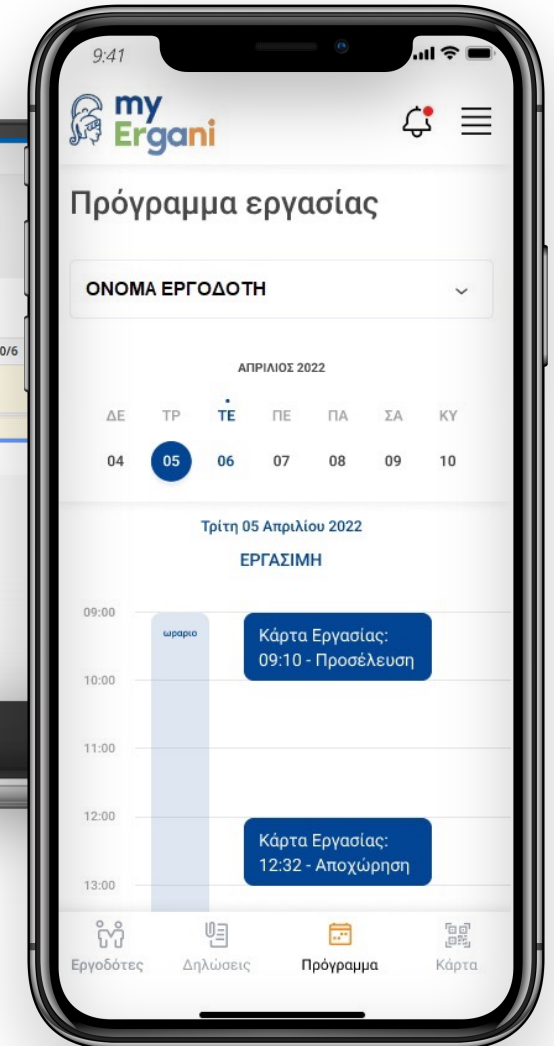 9:41
my
Ergani
Πρόγραμμα εργασίας
ΟΝΟΜΑ ΕΡΓΟΔΟΤΗ
ΑΠΡΙΛΙΟΣ 2022
ΔΕ ΤΡ ΤΕ ΠΕ ΠΑ ΣΑ ΚΥ
04 05 06 07 08 09 10
Τρίτη 05 Απριλίου 2022
ΕΡΓΑΣΙΜΗ
09:00
ωραριο
Κάρτα Εργασίας:
09:10 - Προσέλευση
10:00
11:00
12:00
Κάρτα Εργασίας:
12:32 - Αποχώρηση
13:00
Εργοδότες Δηλώσεις Πρόγραμμα Κάρτα
0/6